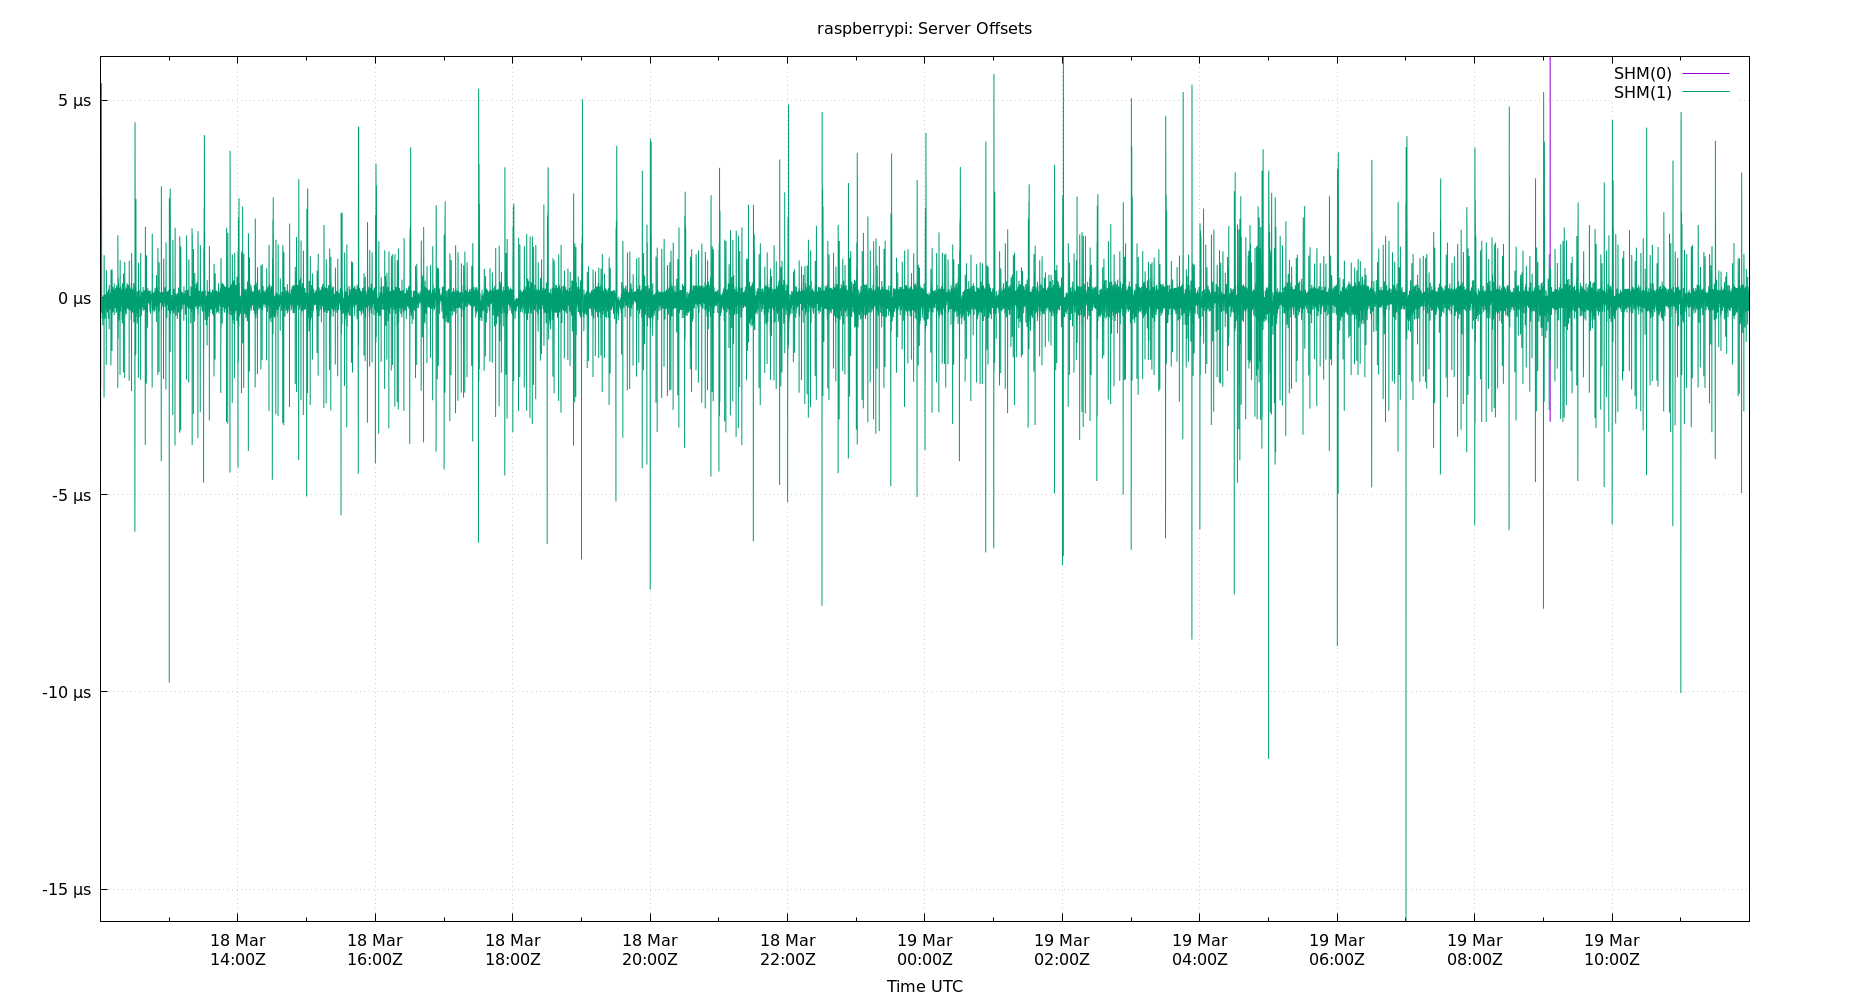 raspberrypi: Server Offsets
SHM(0)
SHM(1)
5 µs
0 µs
-5 µs
-10 µs
-15 µs
18 Mar 18 Mar 18 Mar 18 Mar 18 Mar 19 Mar 19 Mar 19 Mar 19 Mar 19 Mar 19 Mar
14:00Z 16:00Z 18:00Z 20:00Z 22:00Z 00:00Z 02:00Z 04:00Z 06:00Z 08:00Z 10:00Z
Time UTC